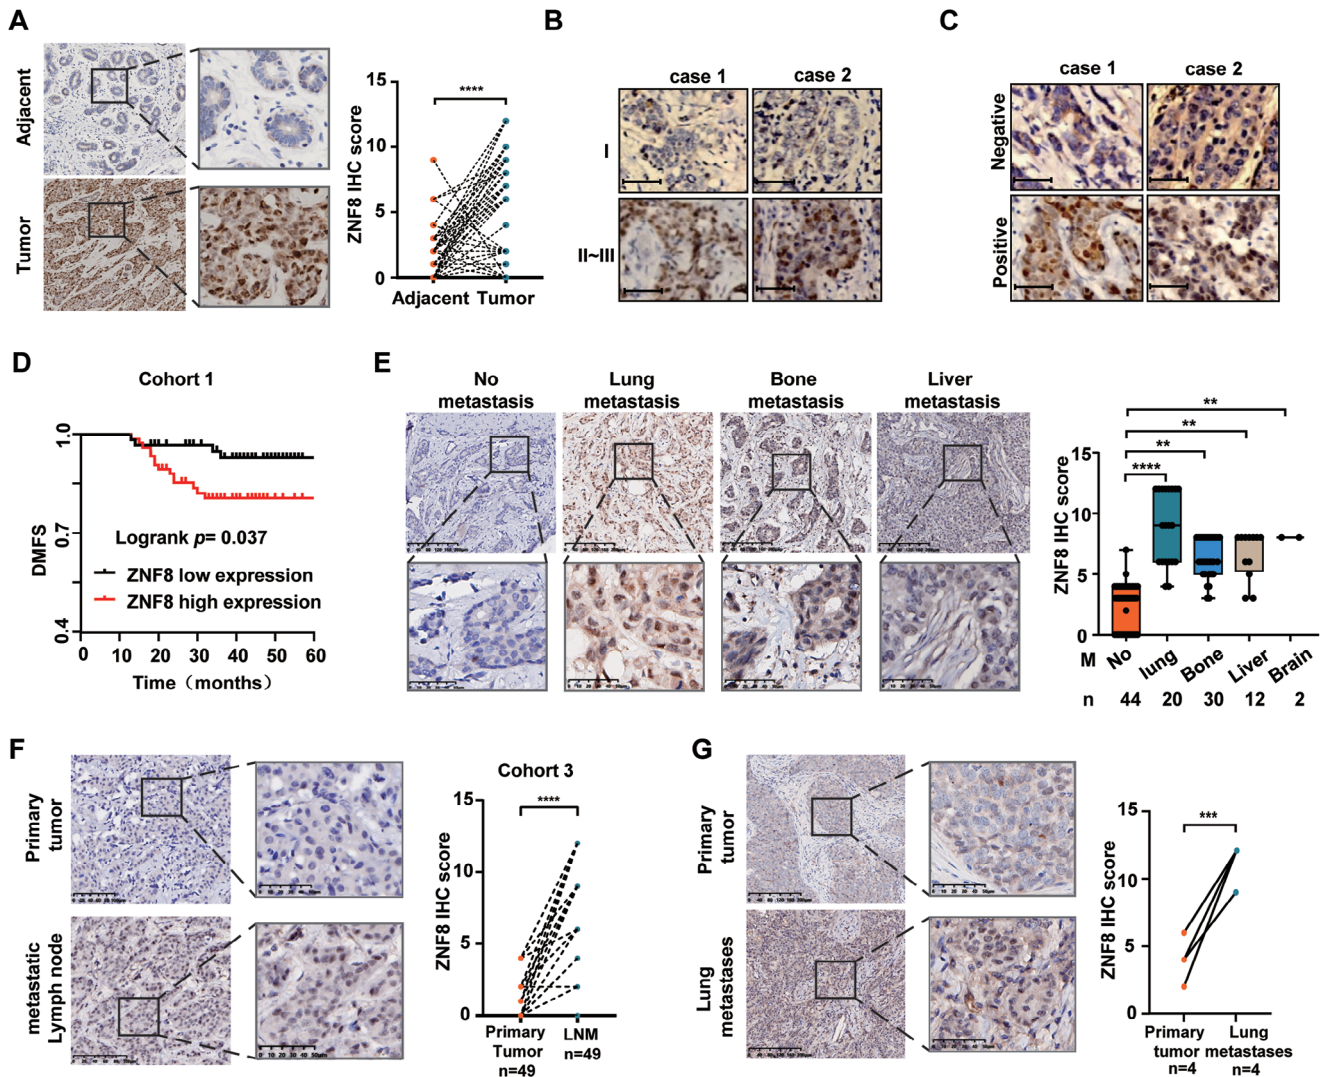 A
Adjacent
Tumor
ZNF8 IHC score
15
10
5
0
****
Adjacent Tumor
B
case 1
case 2
I
II~III
C
case 1
case 2
Negative
Positive
D
Cohort 1
DMFS
1.0
0.7
0.4
Logrank p= 0.037
ZNF8 low expression
ZNF8 high expression
0 10 20 30 40 50 60
Time（months）
E
No
metastasis
Lung
metastasis
Bone
metastasis
Liver
metastasis
ZNF8 IHC score
15
10
5
0
****
**
**
**
M No lung Bone Liver Brain
n 44 20 30 12 2
F
Primary
tumor
metastatic
Lymph node
Cohort 3
ZNF8 IHC score
15
10
5
0
****
Primary
Tumor
n=49
LNM
n=49
G
Primary
tumor
Lung
metastases
ZNF8 IHC score
15
10
5
0
***
Primary
tumor
n=4
Lung
metastases
n=4